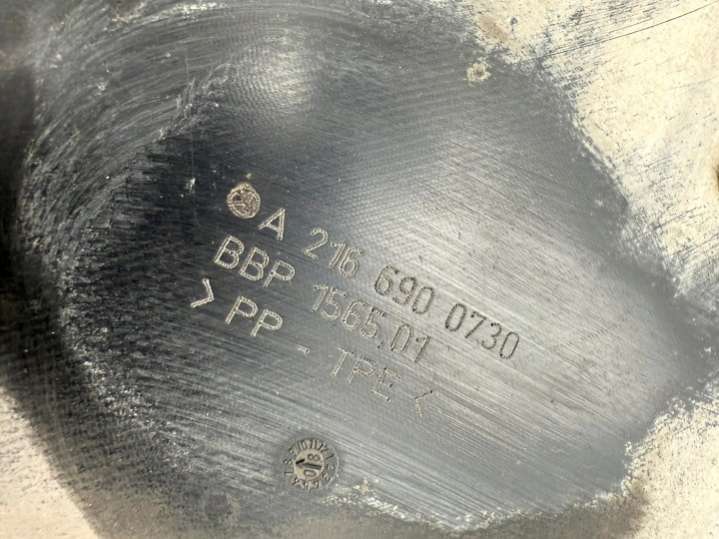 A 216 690 0730
BBP 1565.01
>PP - TPE<